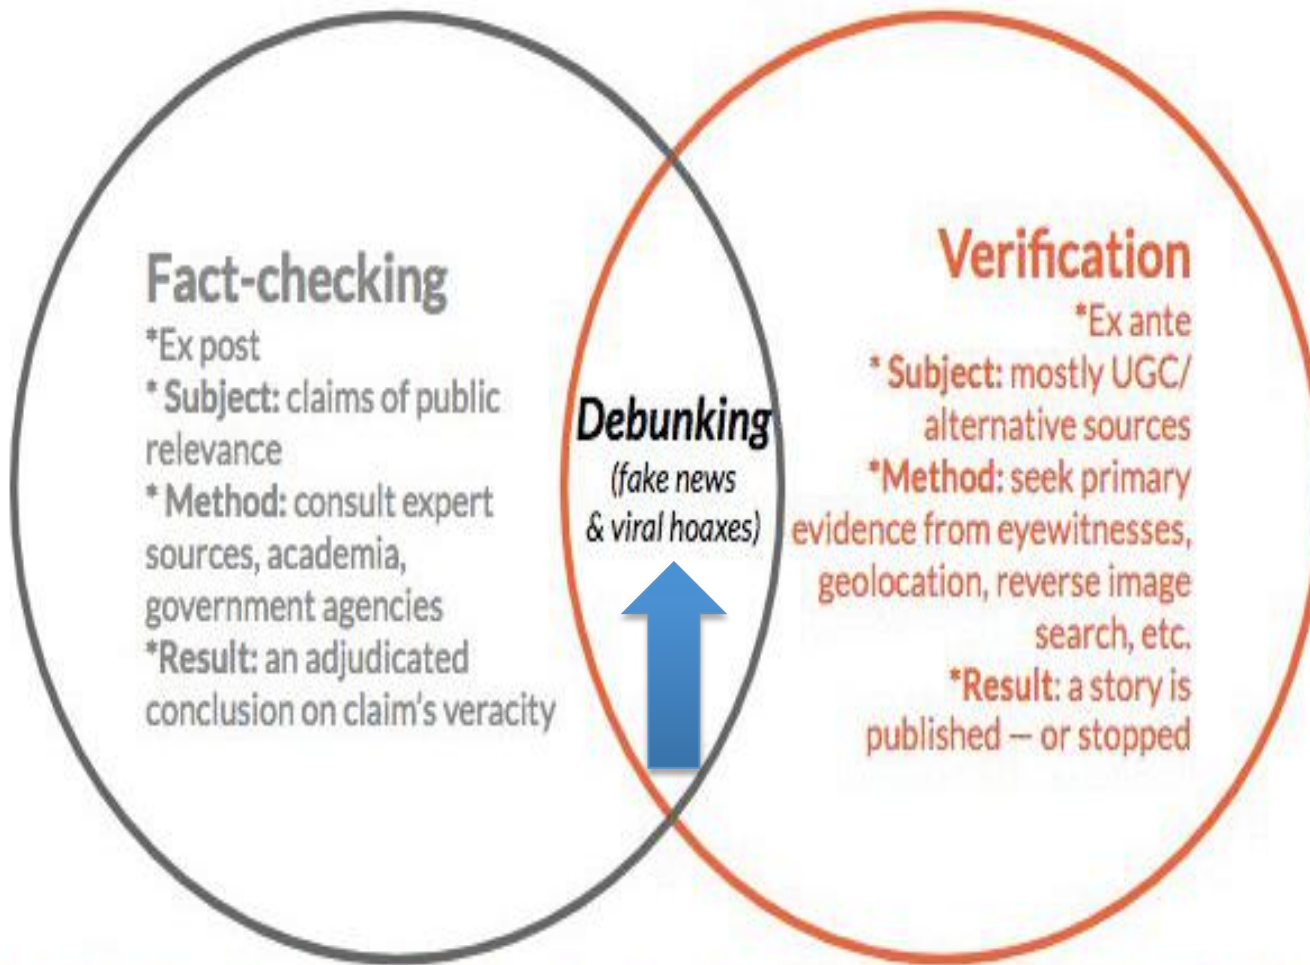 Fact-checking
*Ex post
* Subject: claims of public
relevance
* Method: consult expert
sources, academia,
government agencies
*Result: an adjudicated
conclusion on claim's veracity
Debunking
(fake news
& viral hoaxes)
Verification
*Ex ante
* Subject: mostly UGC/
alternative sources
*Method: seek primary
evidence from eyewitnesses,
geolocation, reverse image
search, etc.
*Result: a story is
published — or stopped